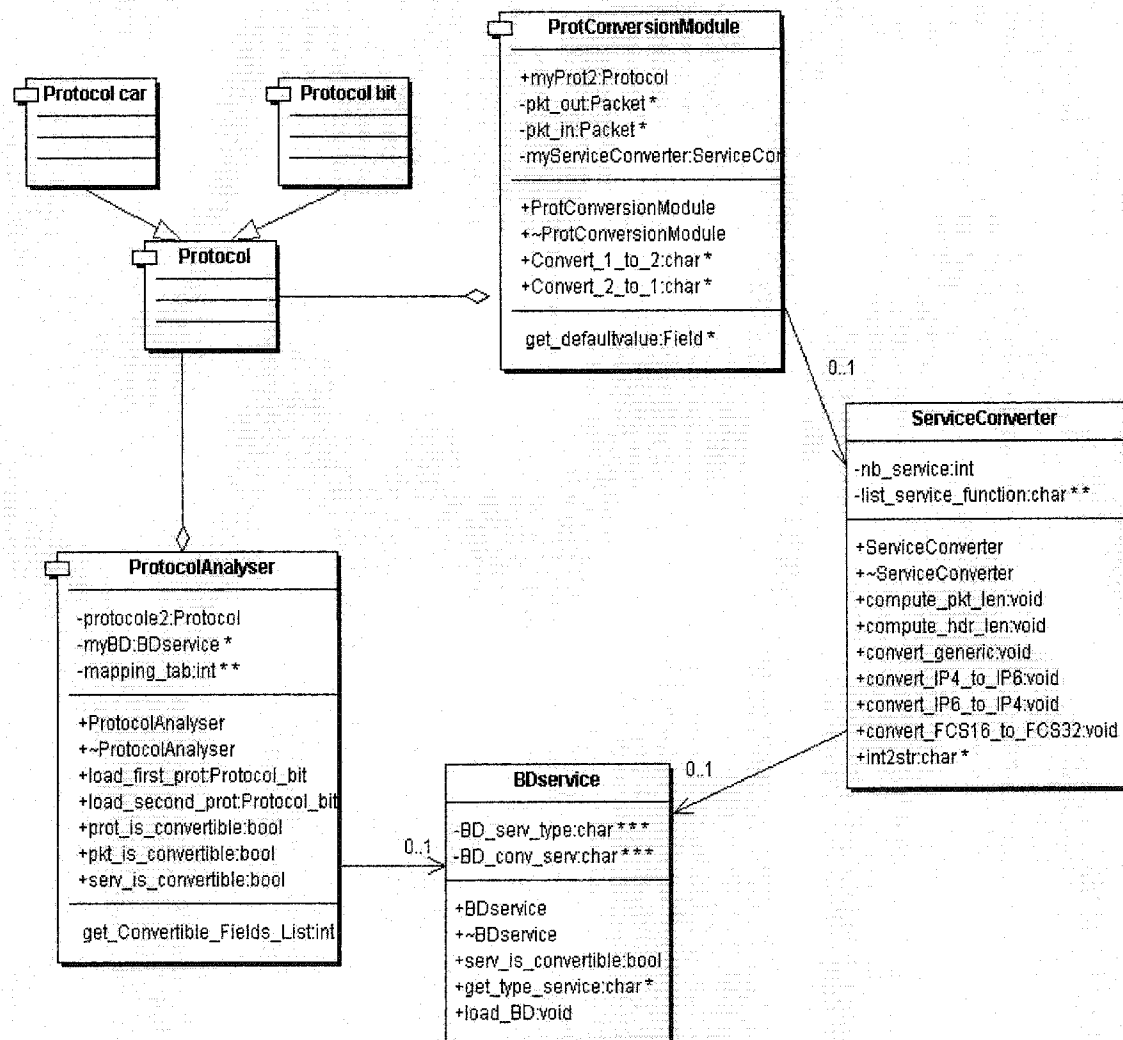 ProtConversionModule
+myProt2:Protocol
-pkt_out:Packet *
-pkt_in:Packet *
-myServiceConverter:ServiceCon
+ProtConversionModule
+~ProtConversionModule
+Convert_1_to_2:char *
+Convert_2_to_1:char *
get_defaultvalue:Field *
Protocol car
Protocol bit
Protocol
0..1
ServiceConverter
-nb_service:int
-list_service_function:char * *
+ServiceConverter
+~ServiceConverter
+compute_pkt_len:void
+compute_hdr_len:void
+convert_generic:void
+convert_IP4_to_IP6:void
+convert_IP6_to_IP4:void
+convert_FCS16_to_FCS32:void
+int2str:char *
ProtocolAnalyser
-protocole2:Protocol
-myBD:BDservice *
-mapping_tab:int * *
+ProtocolAnalyser
+~ProtocolAnalyser
+load_first_prot:Protocol_bit
+load_second_prot:Protocol_bit
+prot_is_convertible:bool
+pkt_is_convertible:bool
+serv_is_convertible:bool
get_Convertible_Fields_List:int
0..1
0..1
BDservice
-BD_serv_type:char * * *
-BD_conv_serv:char * * *
+BDservice
+~BDservice
+serv_is_convertible:bool
+get_type_service:char *
+load_BD:void